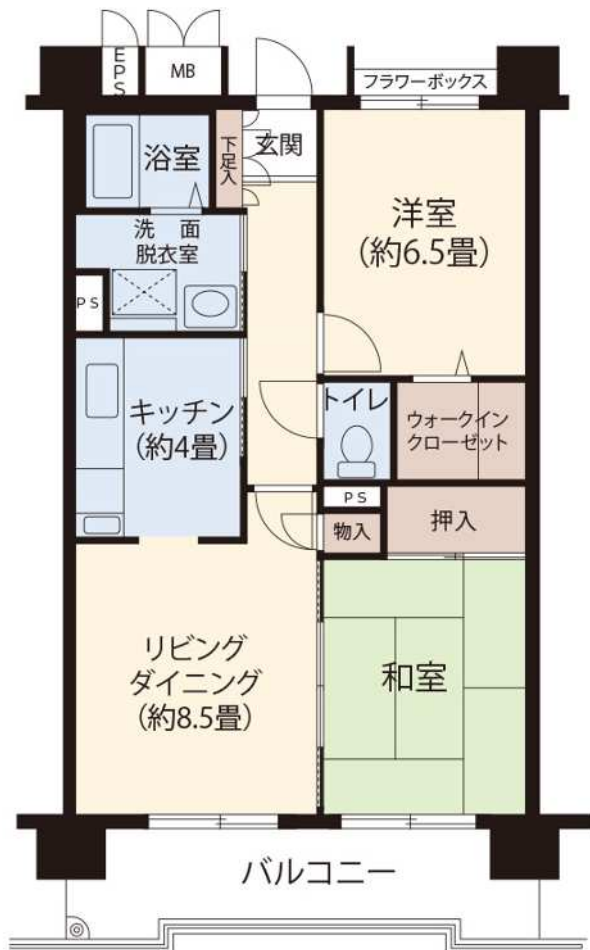 EPS
MB
フラワーボックス
浴室
下足入
玄関
洋室
(約6.5畳)
洗 面
脱衣室
PS
キッチン
(約4畳)
トイレ
ウォークイン
クローゼット
PS
物入
押入
リビング
ダイニング
(約8.5畳)
和室
バルコニー